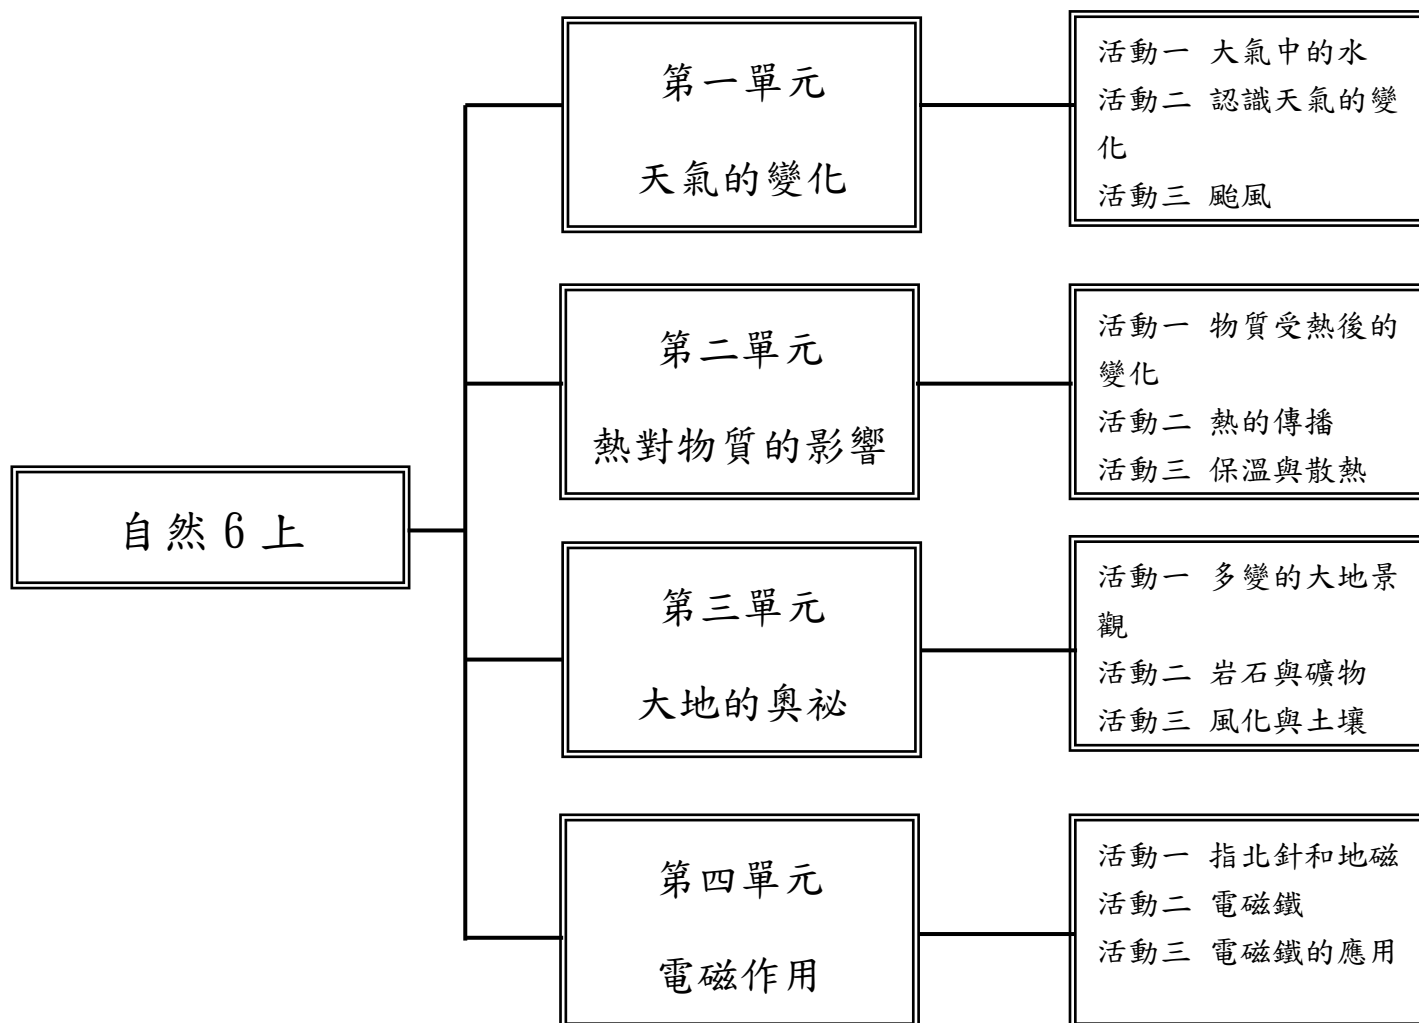 自然6上
第一單元
天氣的變化
活動一 大氣中的水
活動二 認識天氣的變
化
活動三 颱風
第二單元
熱對物質的影響
活動一 物質受熱後的
變化
活動二 熱的傳播
活動三 保溫與散熱
第三單元
大地的奧祕
活動一 多變的大地景
觀
活動二 岩石與礦物
活動三 風化與土壤
第四單元
電磁作用
活動一 指北針和地磁
活動二 電磁鐵
活動三 電磁鐵的應用